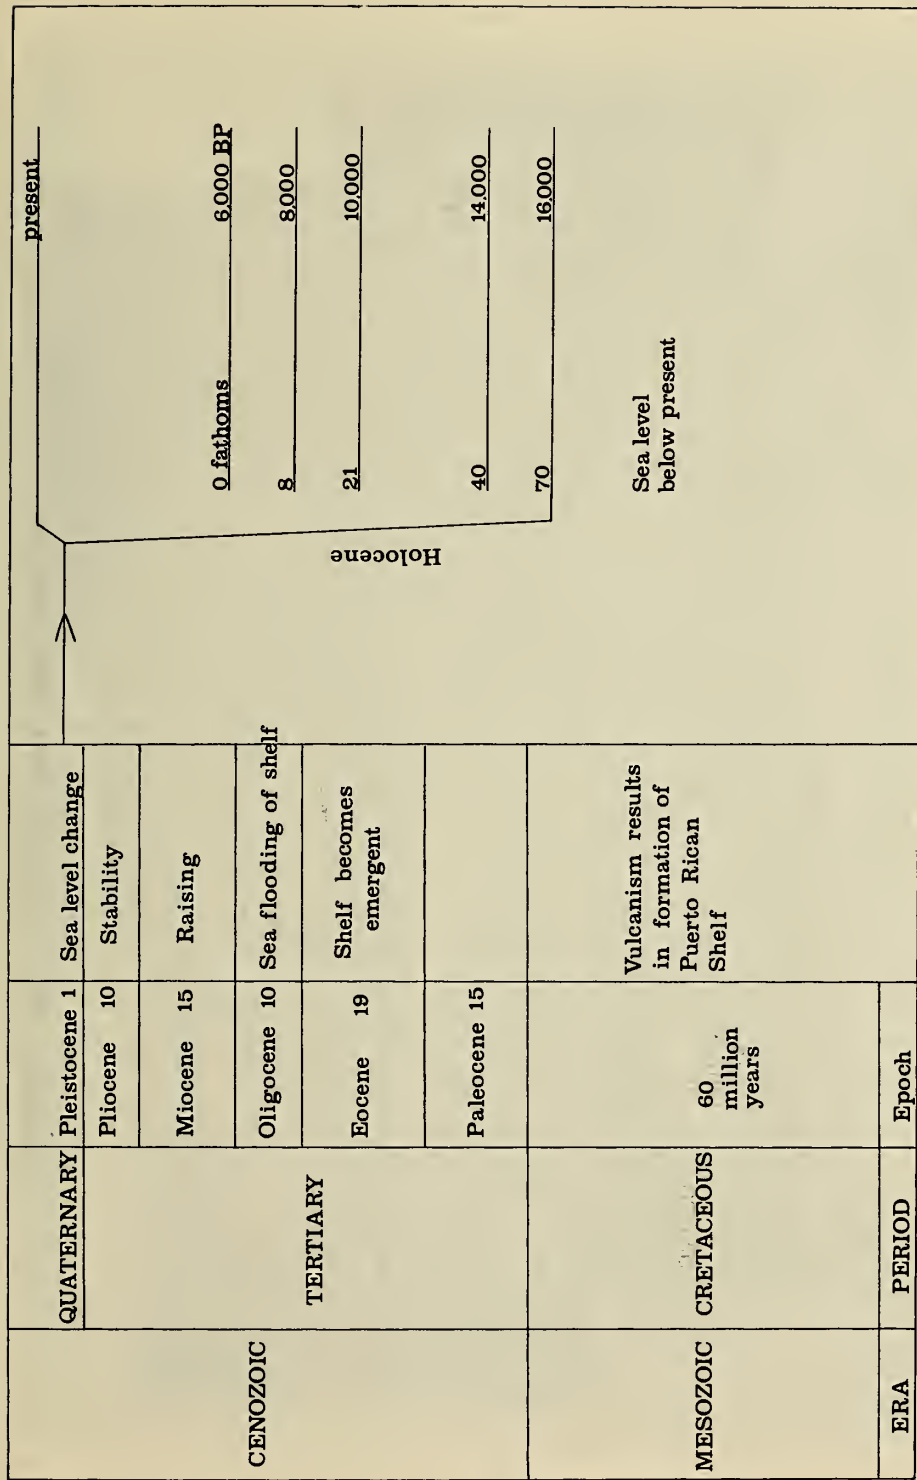 present
0 fathoms 6,000 BP
8 8,000
21 10,000
40 14,000
70 16,000
Holocene
Sea level
below present
QUATERNARY Pleistocene 1 Sea level change
CENOZOIC
TERTIARY
Pliocene 10 Stability
Miocene 15 Raising
Oligocene 10 Sea flooding of shelf
Eocene 19 Shelf becomes
emergent
Paleocene 15
MESOZOIC CRETACEOUS
60
million
years
Vulcanism results
in formation of
Puerto Rican
Shelf
ERA PERIOD Epoch